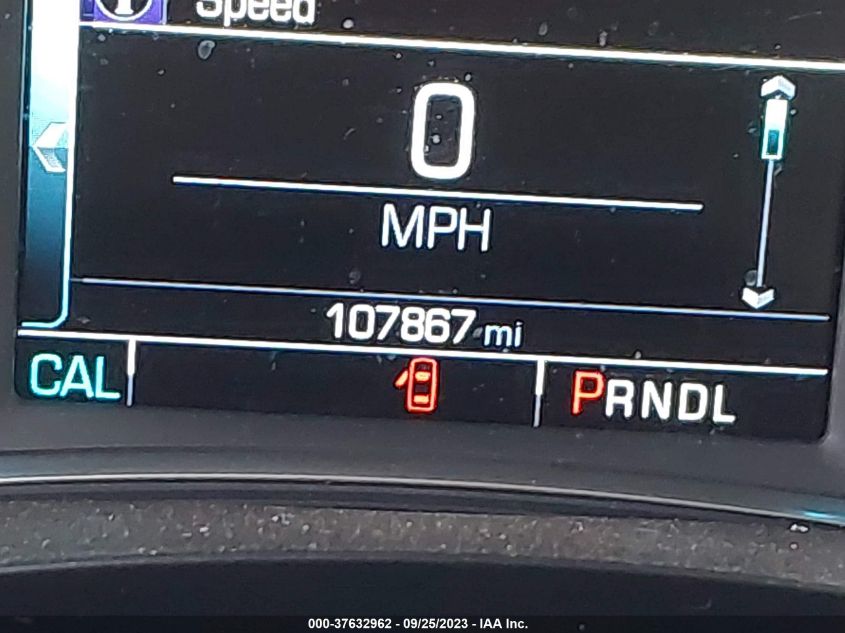 Speed
0
MPH
107867 mi
CAL
PRNDL
000-37632962 - 09/25/2023 - IAA Inc.